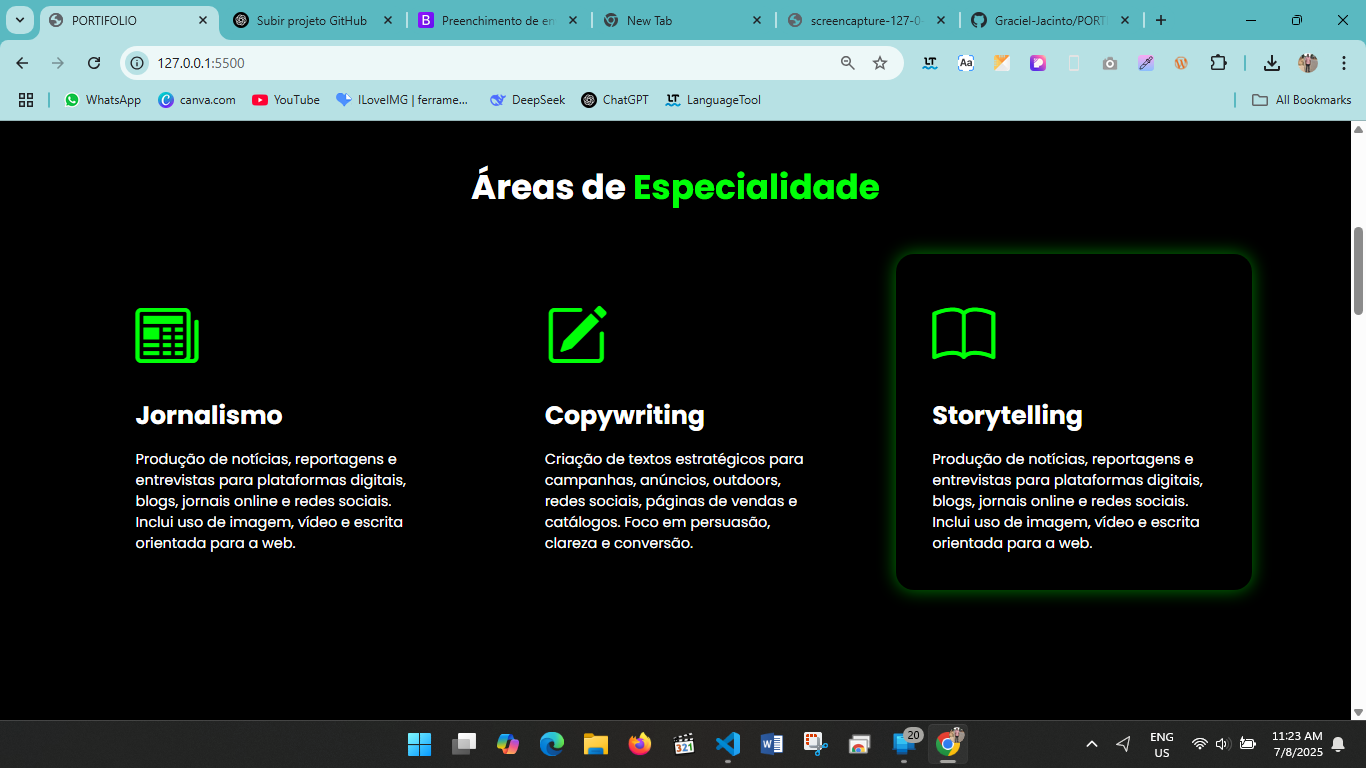 PORTIFOLIO
Subir projeto GitHub
Preenchimento de en
New Tab
screencapture-127-0
Graciel-Jacinto/PORT
127.0.0.1:5500
WhatsApp
canva.com
YouTube
ILoveIMG | ferrame...
DeepSeek
ChatGPT
LanguageTool
All Bookmarks
Áreas de Especialidade
Jornalismo
Produção de notícias, reportagens e
entrevistas para plataformas digitais,
blogs, jornais online e redes sociais.
Inclui uso de imagem, vídeo e escrita
orientada para a web.
Copywriting
Criação de textos estratégicos para
campanhas, anúncios, outdoors,
redes sociais, páginas de vendas e
catálogos. Foco em persuasão,
clareza e conversão.
Storytelling
Produção de notícias, reportagens e
entrevistas para plataformas digitais,
blogs, jornais online e redes sociais.
Inclui uso de imagem, vídeo e escrita
orientada para a web.
321
20
ENG
US
11:23 AM
7/8/2025